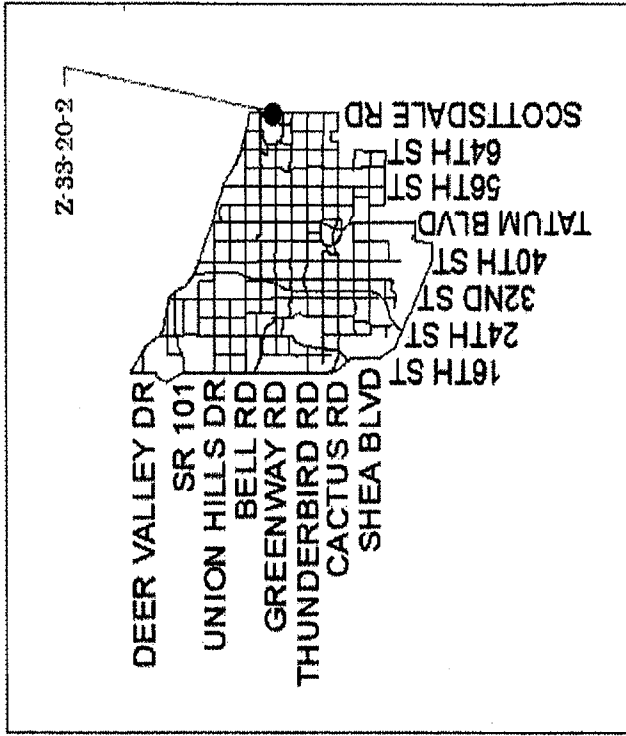 Z-33-20-2
DEER VALLEY DR
SR 101
UNION HILLS DR
BELL RD
GREENWAY RD
THUNDERBIRD RD
CACTUS RD
SHEA BLVD
16TH ST
24TH ST
32ND ST
40TH ST
TATUM BLVD
56TH ST
64TH ST
SCOTTSDALE RD